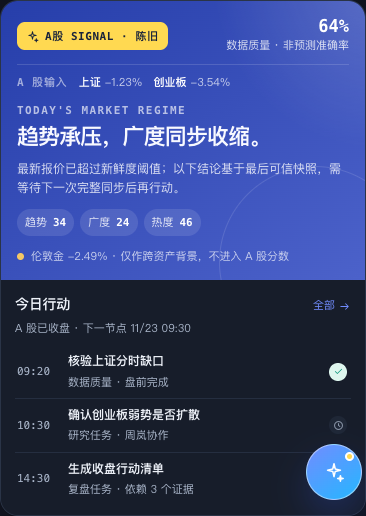 A股 SIGNAL · 陈旧
64%
数据质量 · 非预测准确率
A 股输入 上证 −1.23% 创业板 −3.54%
TODAY'S MARKET REGIME
趋势承压，广度同步收缩。
最新报价已超过新鲜度阈值；以下结论基于最后可信快照，需
等待下一次完整同步后再行动。
趋势 34 广度 24 热度 46
伦敦金 −2.49% · 仅作跨资产背景，不进入 A 股分数
今日行动
全部 →
A 股已收盘 · 下一节点 11/23 09:30
09:20 核验上证分时缺口
数据质量 · 盘前完成
10:30 确认创业板弱势是否扩散
研究任务 · 周岚协作
14:30 生成收盘行动清单
复盘任务 · 依赖 3 个证据